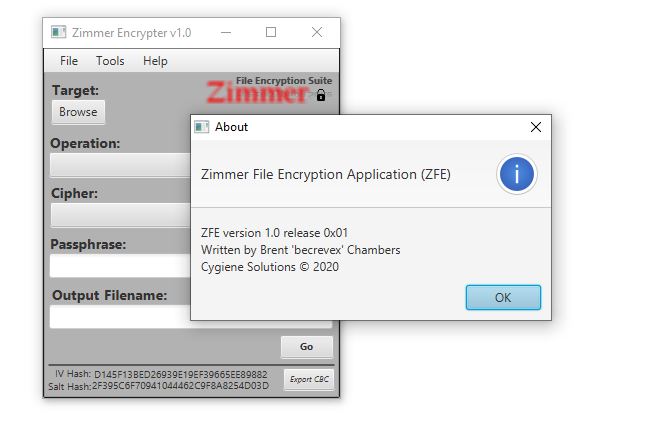 Zimmer Encrypter v1.0
File Tools Help
File Encryption Suite
Zimmer
Target:
Browse
Operation:
Cipher:
Passphrase:
Output Filename:
Go
IV Hash: D145F13BED26939E19EF39665EE89882
Salt Hash: 2F395C6F70941044462C9F8A8254D03D
Export CBC
About
Zimmer File Encryption Application (ZFE)
ZFE version 1.0 release 0x01
Written by Brent 'becrevex' Chambers
Cygiene Solutions © 2020
OK